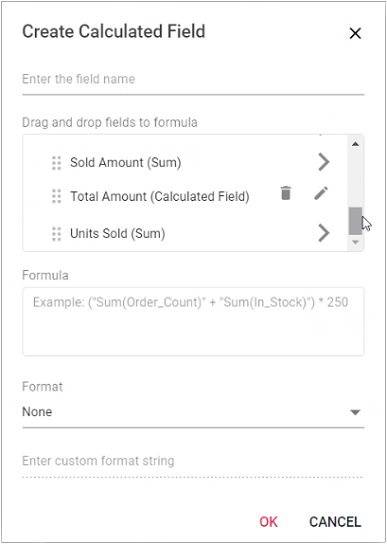 Create Calculated Field
Enter the field name
Drag and drop fields to formula
Sold Amount (Sum)
Total Amount (Calculated Field)
Units Sold (Sum)
Formula
Example: ("Sum(Order_Count)" + "Sum(In_Stock)") * 250
Format
None
Enter custom format string
OK CANCEL